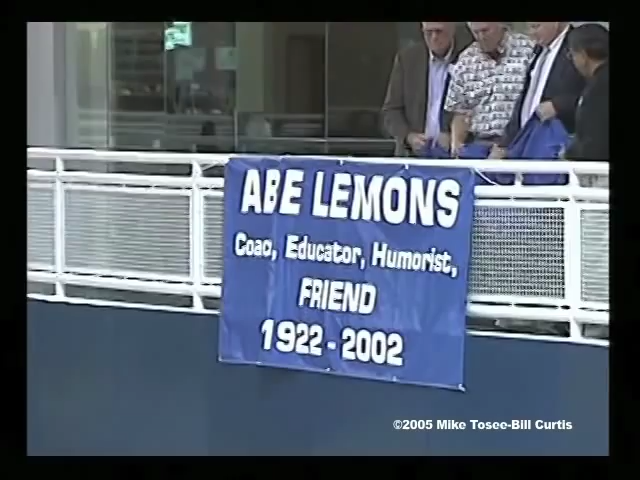 ABE LEMONS
Coac, Educator, Humorist,
FRIEND
1922 - 2002
©2005 Mike Tosee-Bill Curtis